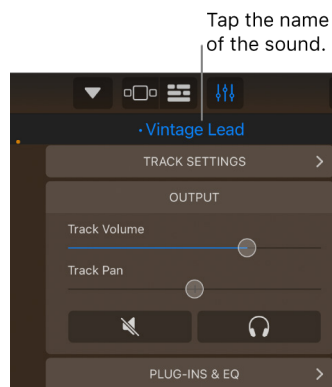 Tap the name
of the sound.
· Vintage Lead
TRACK SETTINGS
OUTPUT
Track Volume
Track Pan
PLUG-INS & EQ